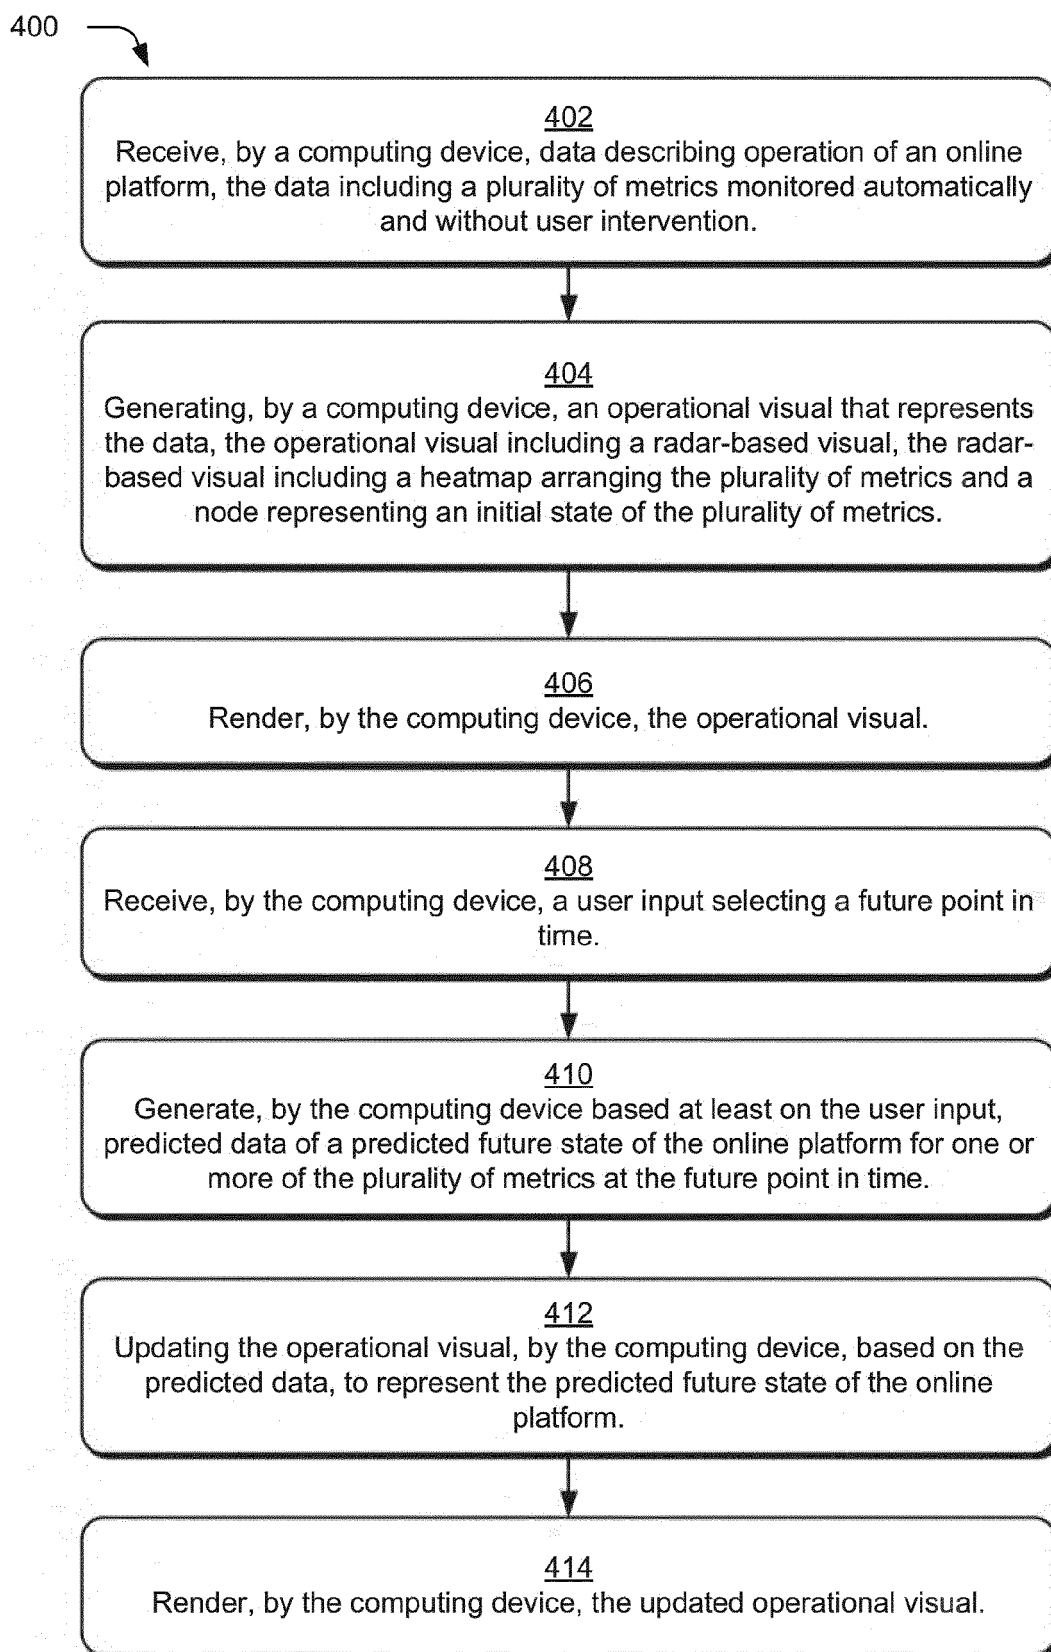 400
402
Receive, by a computing device, data describing operation of an online
platform, the data including a plurality of metrics monitored automatically
and without user intervention.
404
Generating, by a computing device, an operational visual that represents
the data, the operational visual including a radar-based visual, the radar-
based visual including a heatmap arranging the plurality of metrics and a
node representing an initial state of the plurality of metrics.
406
Render, by the computing device, the operational visual.
408
Receive, by the computing device, a user input selecting a future point in
time.
410
Generate, by the computing device based at least on the user input,
predicted data of a predicted future state of the online platform for one or
more of the plurality of metrics at the future point in time.
412
Updating the operational visual, by the computing device, based on the
predicted data, to represent the predicted future state of the online
platform.
414
Render, by the computing device, the updated operational visual.